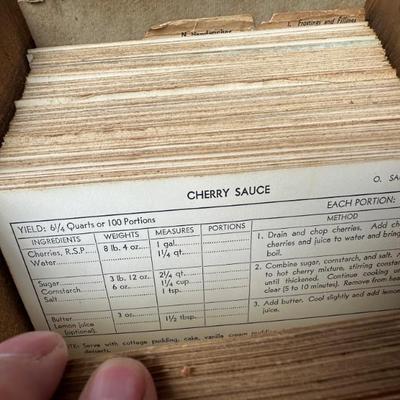 N. Sandwiches
L. Frostings and Fillings
CHERRY SAUCE
O. SA
YIELD: 6¼ Quarts or 100 Portions
EACH PORTION:
INGREDIENTS WEIGHTS MEASURES PORTIONS METHOD
Cherries, R.S.P. 8 lb. 4 oz. 1 gal. 1. Drain and chop cherries. Add ch
Water 1¼ qt. cherries and juice to water and bring
boil.
Sugar 3 lb. 12 oz. 2¼ qt. 2. Combine sugar, cornstarch, and salt. A
Cornstarch 6 oz. 1¼ cup to hot cherry mixture, stirring constan
Salt 1 tsp. until thickened. Continue cooking un
clear (5 to 10 minutes). Remove from hea
Butter 3 oz. 3. Add butter. Cool slightly and add lemo
Lemon juice 1½ tbsp. juice.
(optional).
NOTE: Serve with cottage pudding, cake, vanilla cream pudding
desserts.